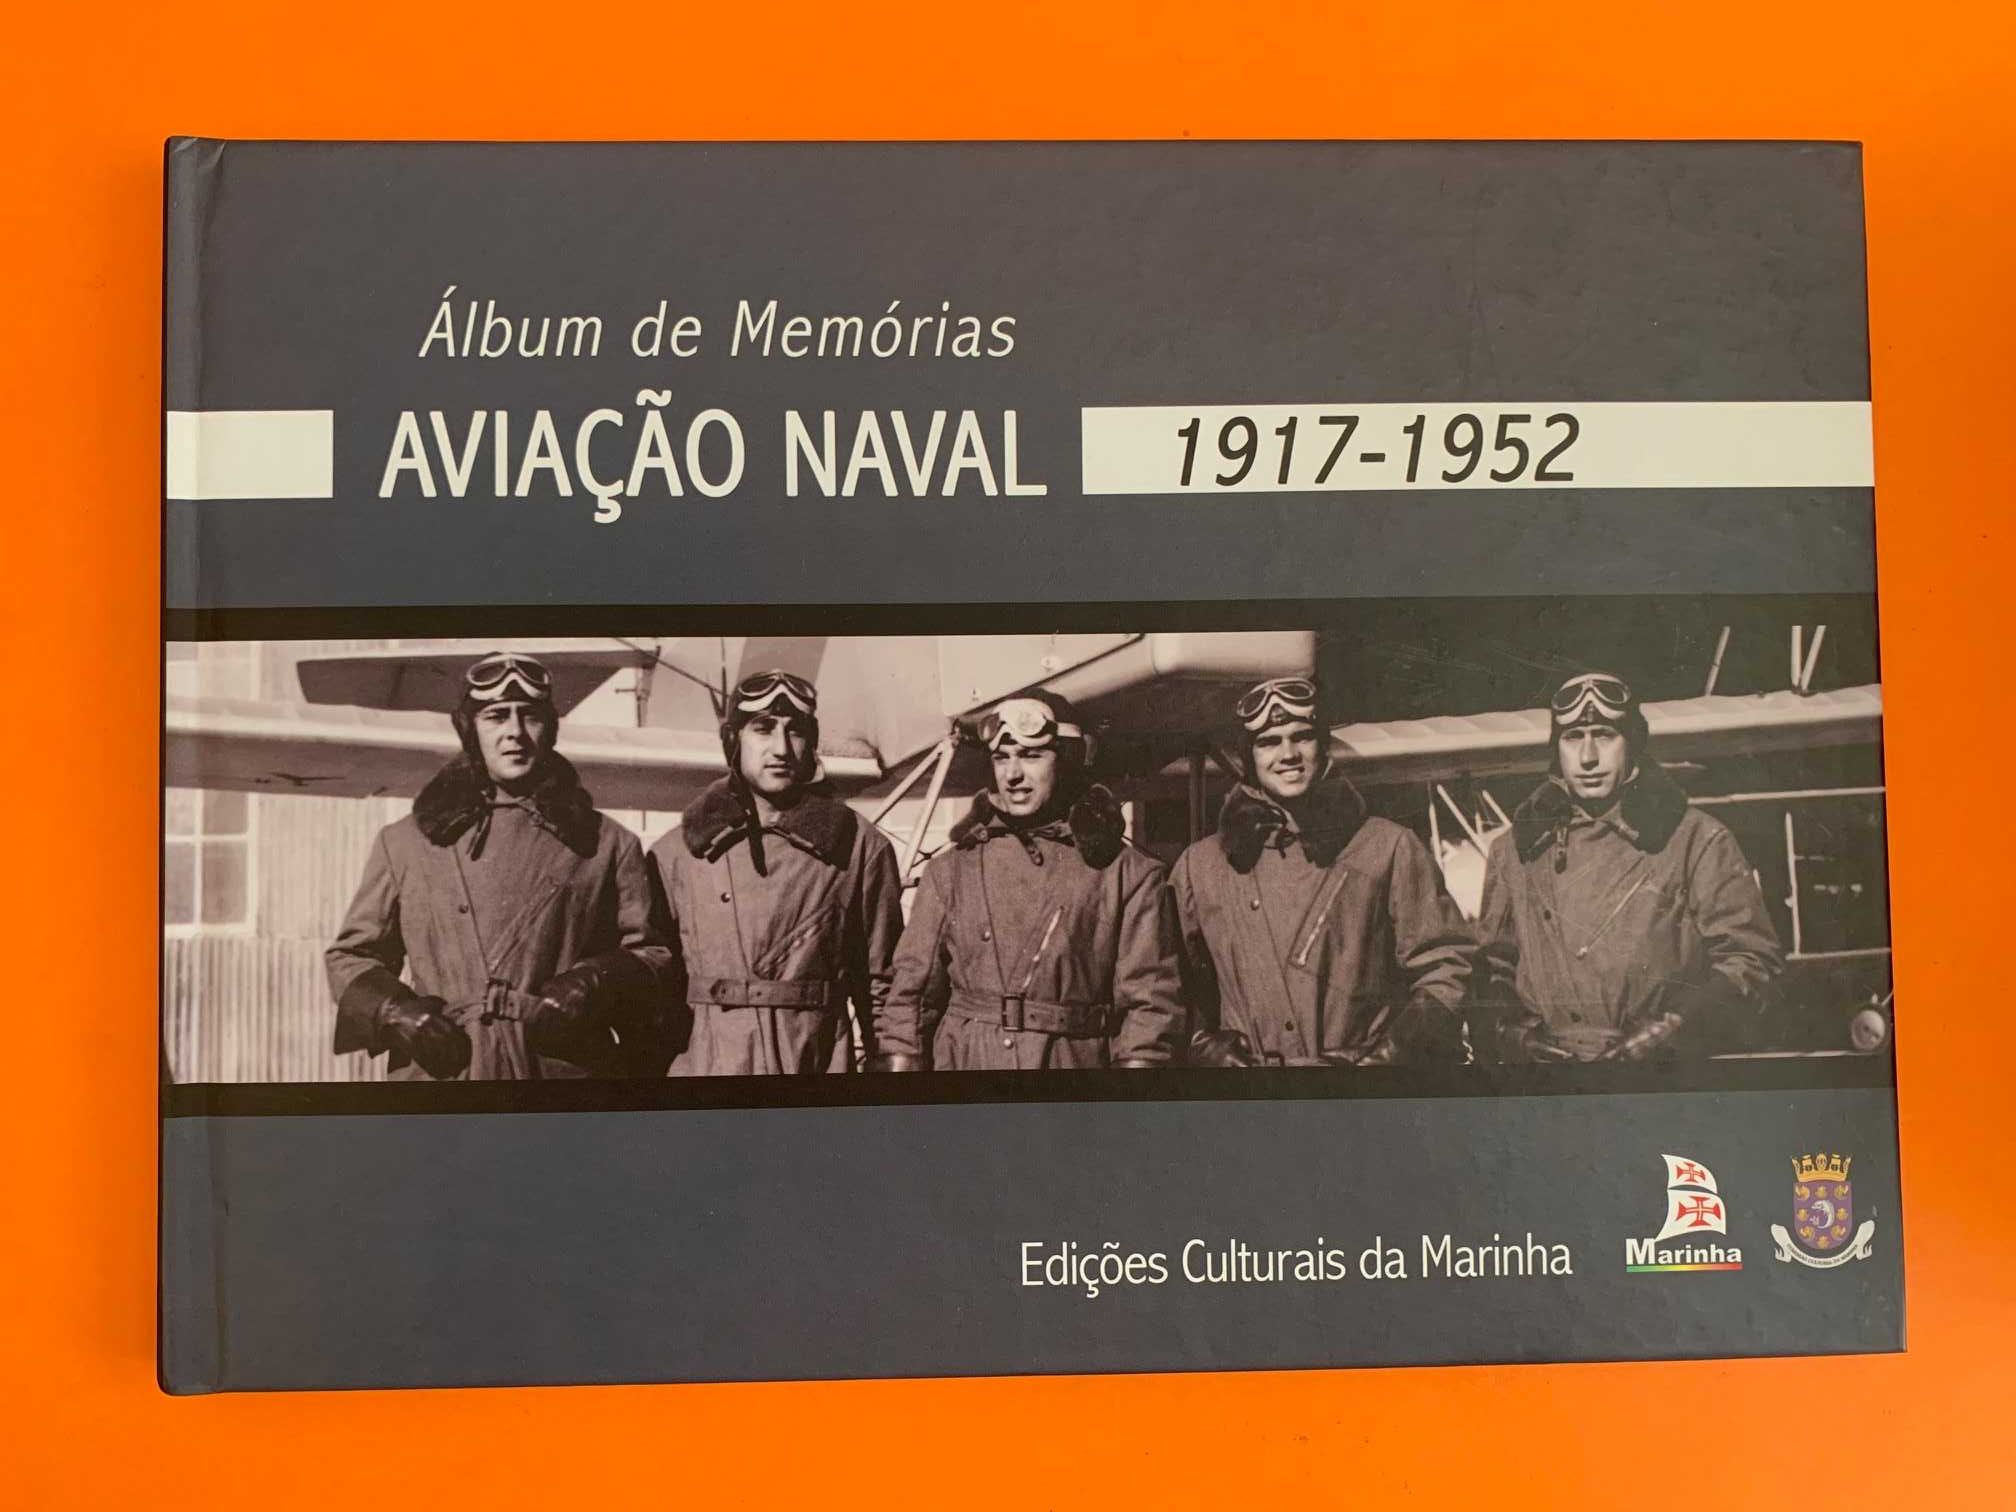 Álbum de Memórias
AVIAÇÃO NAVAL 1917-1952
Edições Culturais da Marinha
Marinha